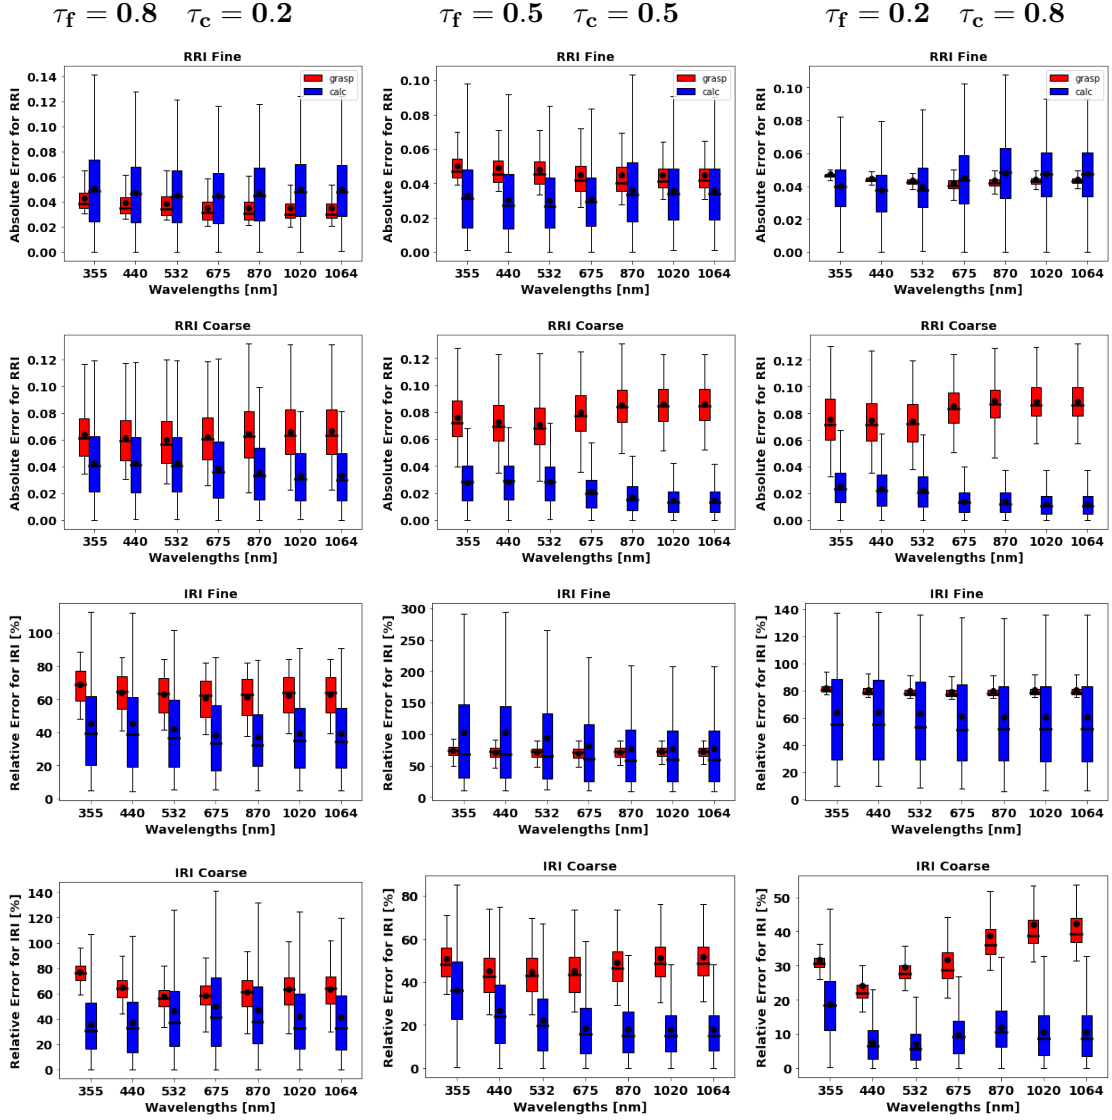 τf = 0.8 τc = 0.2 τf = 0.5 τc = 0.5 τf = 0.2 τc = 0.8
RRI Fine
Absolute Error for RRI
0.14
0.12
0.10
0.08
0.06
0.04
0.02
0.00
grasp
calc
355 440 532 675 870 1020 1064
Wavelengths [nm]
RRI Fine
Absolute Error for RRI
0.10
0.08
0.06
0.04
0.02
0.00
grasp
calc
355 440 532 675 870 1020 1064
Wavelengths [nm]
RRI Fine
Absolute Error for RRI
0.10
0.08
0.06
0.04
0.02
0.00
grasp
calc
355 440 532 675 870 1020 1064
Wavelengths [nm]
RRI Coarse
Absolute Error for RRI
0.12
0.10
0.08
0.06
0.04
0.02
0.00
355 440 532 675 870 1020 1064
Wavelengths [nm]
RRI Coarse
Absolute Error for RRI
0.12
0.10
0.08
0.06
0.04
0.02
0.00
355 440 532 675 870 1020 1064
Wavelengths [nm]
RRI Coarse
Absolute Error for RRI
0.12
0.10
0.08
0.06
0.04
0.02
0.00
355 440 532 675 870 1020 1064
Wavelengths [nm]
IRI Fine
Relative Error for IRI [%]
100
80
60
40
20
0
355 440 532 675 870 1020 1064
Wavelengths [nm]
IRI Fine
Relative Error for IRI [%]
300
250
200
150
100
50
0
355 440 532 675 870 1020 1064
Wavelengths [nm]
IRI Fine
Relative Error for IRI [%]
140
120
100
80
60
40
20
0
355 440 532 675 870 1020 1064
Wavelengths [nm]
IRI Coarse
Relative Error for IRI [%]
140
120
100
80
60
40
20
0
355 440 532 675 870 1020 1064
Wavelengths [nm]
IRI Coarse
Relative Error for IRI [%]
80
60
40
20
0
355 440 532 675 870 1020 1064
Wavelengths [nm]
IRI Coarse
Relative Error for IRI [%]
50
40
30
20
10
0
355 440 532 675 870 1020 1064
Wavelengths [nm]